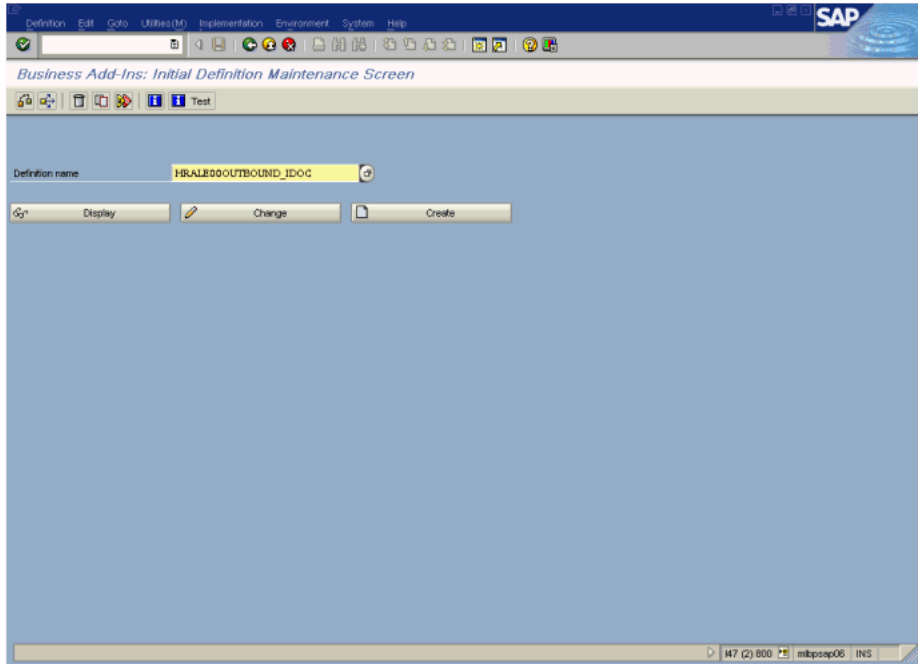 Definition Edit Goto Utilities(M) Implementation Environment System Help
SAP
Business Add-Ins: Initial Definition Maintenance Screen
Test
Definition name HRALE00OUTBOUND_IDOC
Display Change Create
I47 (2) 800 mlbpsap06 INS